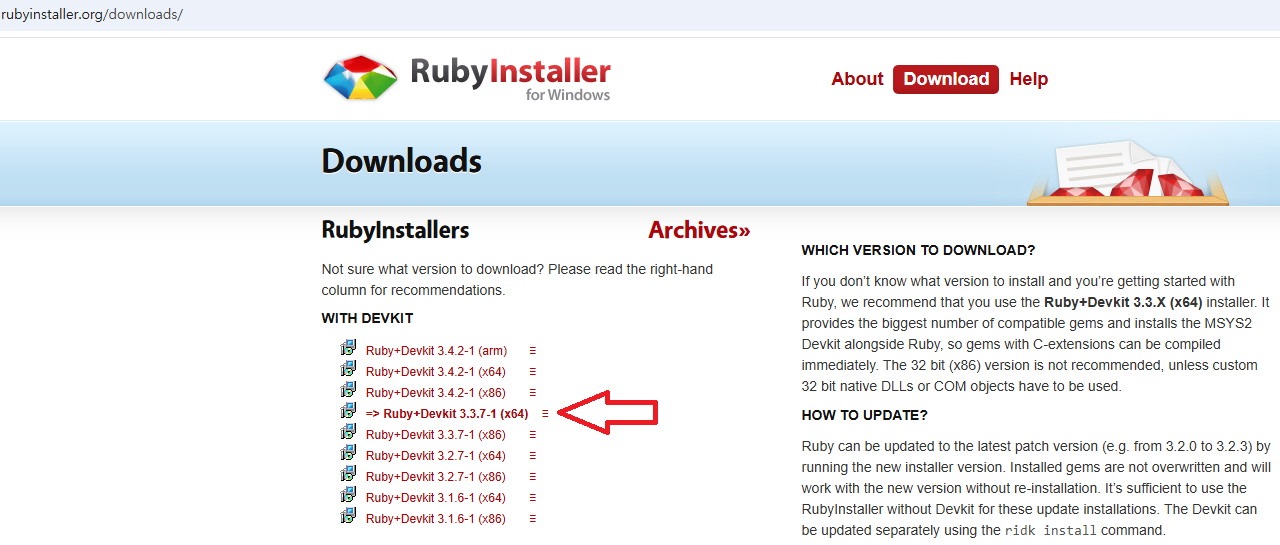 rubyinstaller.org/downloads/
RubyInstaller
for Windows
About Download Help
Downloads
RubyInstallers
Archives»
Not sure what version to download? Please read the right-hand
column for recommendations.
WITH DEVKIT
Ruby+Devkit 3.4.2-1 (arm)
Ruby+Devkit 3.4.2-1 (x64)
Ruby+Devkit 3.4.2-1 (x86)
=> Ruby+Devkit 3.3.7-1 (x64)
Ruby+Devkit 3.3.7-1 (x86)
Ruby+Devkit 3.2.7-1 (x64)
Ruby+Devkit 3.2.7-1 (x86)
Ruby+Devkit 3.1.6-1 (x64)
Ruby+Devkit 3.1.6-1 (x86)
WHICH VERSION TO DOWNLOAD?
If you don’t know what version to install and you’re getting started with
Ruby, we recommend that you use the Ruby+Devkit 3.3.X (x64) installer. It
provides the biggest number of compatible gems and installs the MSYS2
Devkit alongside Ruby, so gems with C-extensions can be compiled
immediately. The 32 bit (x86) version is not recommended, unless custom
32 bit native DLLs or COM objects have to be used.
HOW TO UPDATE?
Ruby can be updated to the latest patch version (e.g. from 3.2.0 to 3.2.3) by
running the new installer version. Installed gems are not overwritten and will
work with the new version without re-installation. It’s sufficient to use the
RubyInstaller without Devkit for these update installations. The Devkit can
be updated separately using the ridk install command.